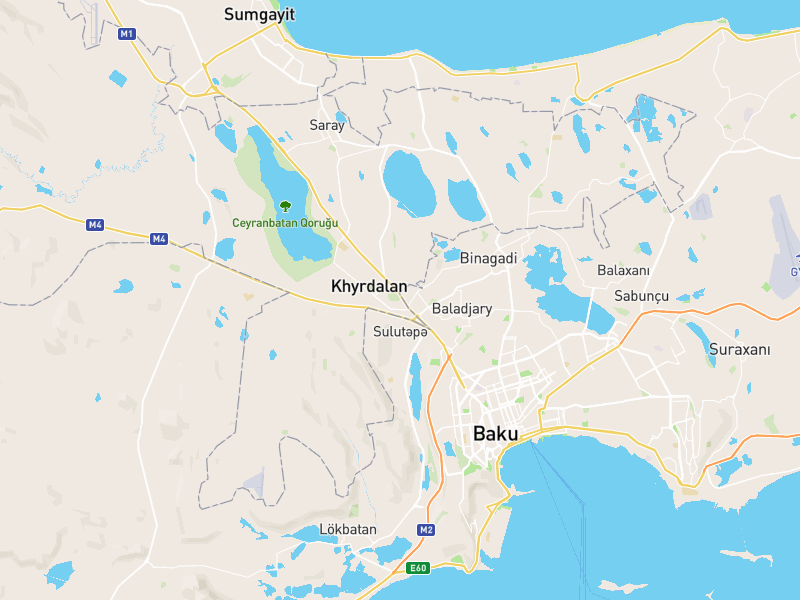 Sumgayit
M1
Saray
Ceyranbatan Qoruğu
M4
M4
Binagadi
Balaxanı
GY
Khyrdalan
Sabunçu
Baladjary
Sulutəpə
Suraxanı
Baku
Lökbatan
M2
E60